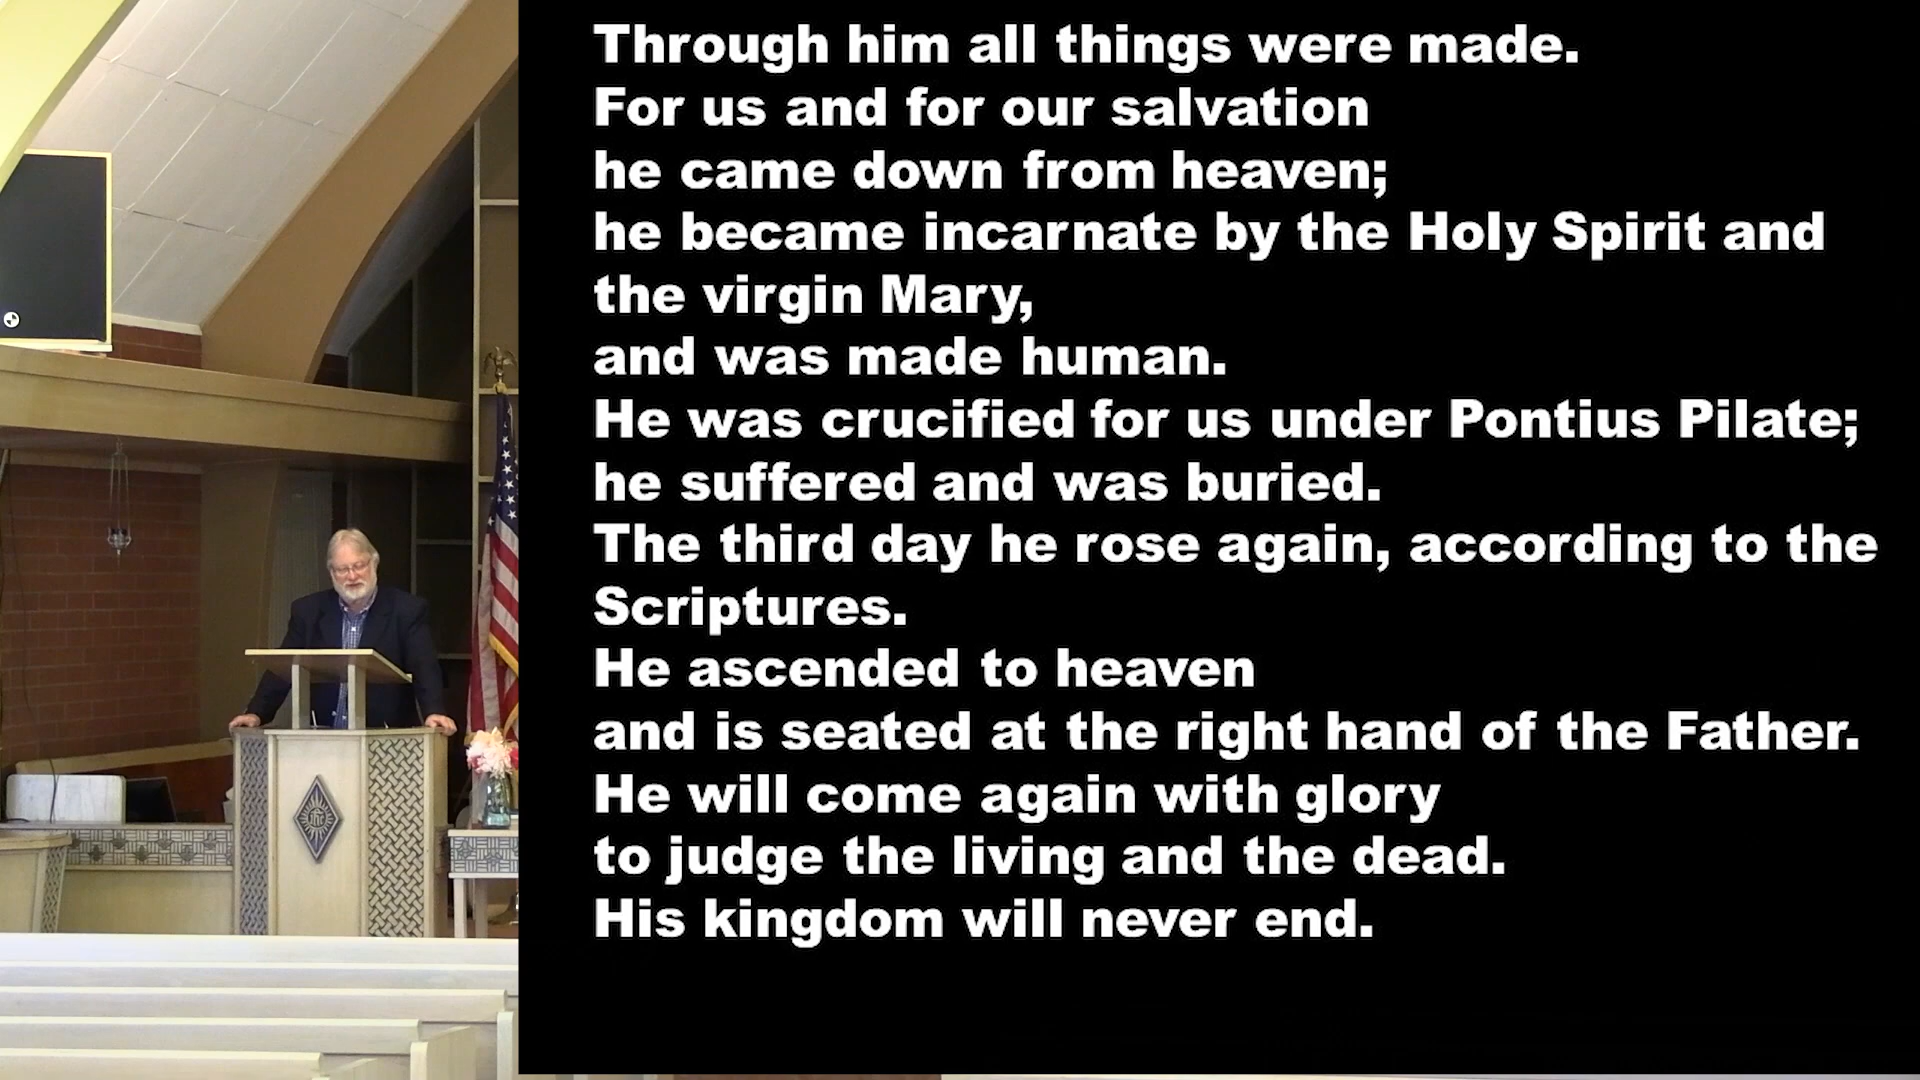 Through him all things were made.
For us and for our salvation
he came down from heaven;
he became incarnate by the Holy Spirit and
the virgin Mary,
and was made human.
He was crucified for us under Pontius Pilate;
he suffered and was buried.
The third day he rose again, according to the
Scriptures.
He ascended to heaven
and is seated at the right hand of the Father.
He will come again with glory
to judge the living and the dead.
His kingdom will never end.